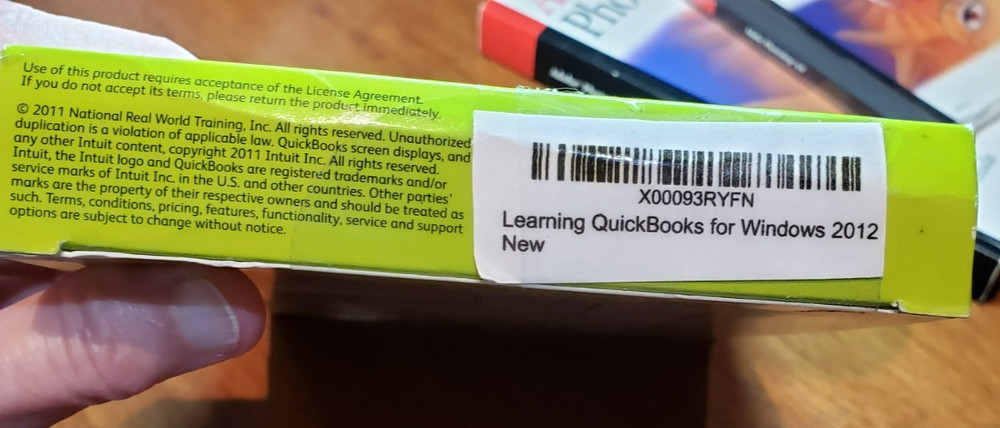 Use of this product requires acceptance of the License Agreement.
If you do not accept its terms, please return the product immediately.
© 2011 National Real World Training, Inc. All rights reserved. Unauthorized
duplication is a violation of applicable law. QuickBooks screen displays, and
any other Intuit content, copyright 2011 Intuit Inc. All rights reserved.
Intuit, the Intuit logo and QuickBooks are registered trademarks and/or
service marks of Intuit Inc. in the U.S. and other countries. Other parties'
marks are the property of their respective owners and should be treated as
such. Terms, conditions, pricing, features, functionality, service and support
options are subject to change without notice.
X00093RYFN
Learning QuickBooks for Windows 2012
New